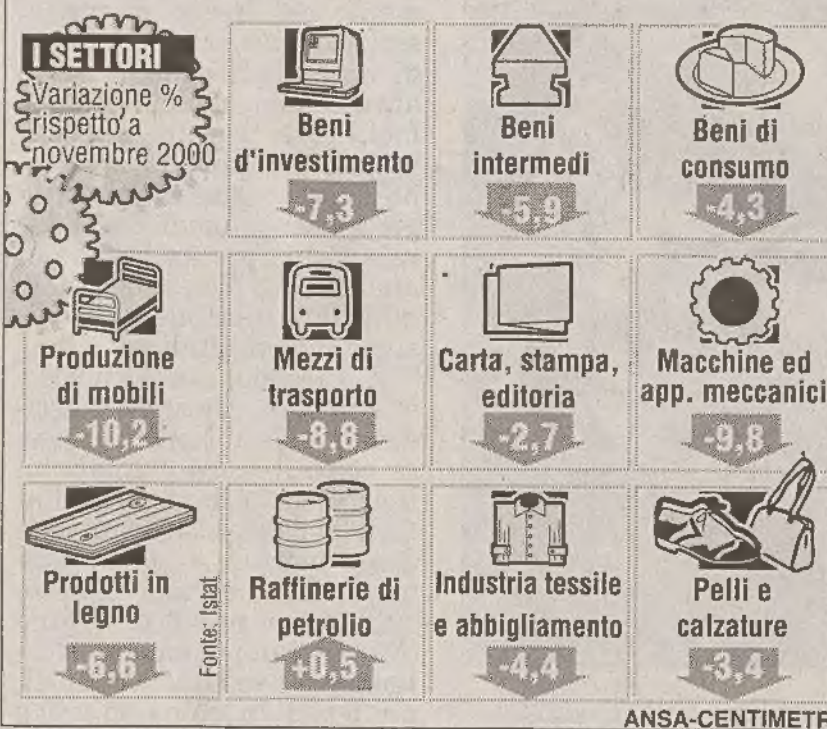 I SETTORI
Variazione %
rispetto a
novembre 2000
Beni
d'investimento
-7,3
Beni
intermedi
-5,9
Beni di
consumo
-4,3
Produzione
di mobili
-10,2
Mezzi di
trasporto
-8,8
Carta, stampa,
editoria
-2,7
Macchine ed
app. meccanici
-9,8
Prodotti in
legno
-6,6
Fonte: Istat
Raffinerie di
petrolio
+0,5
Industria tessile
e abbigliamento
-4,4
Pelli e
calzature
-3,4
ANSA-CENTIMETR